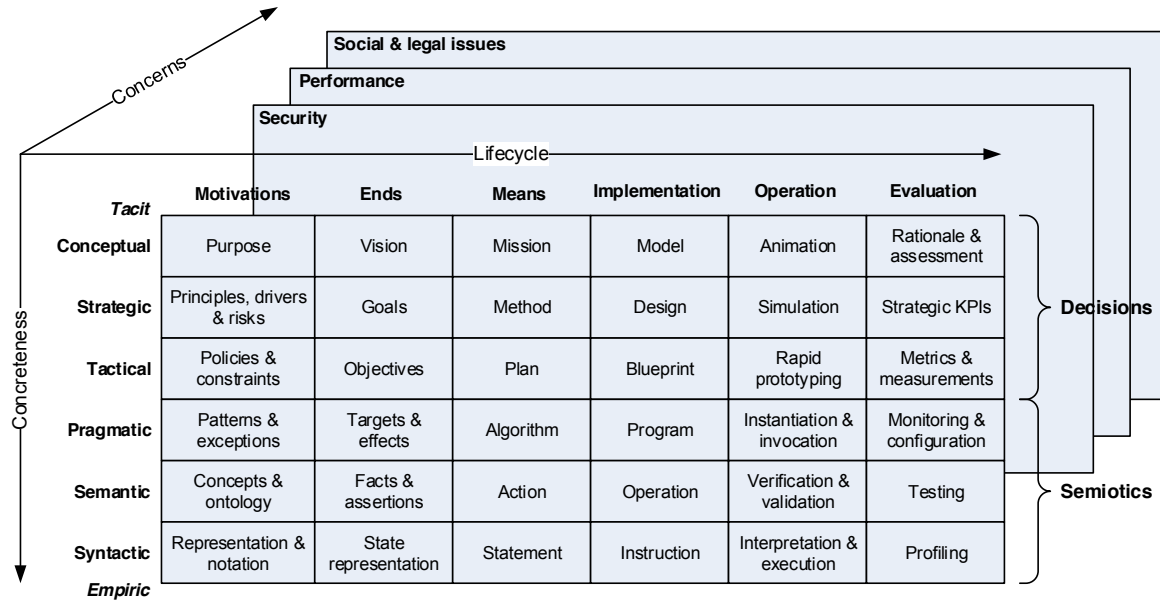 Social & legal issues
Performance
Security
Concerns
Lifecycle
Concreteness
Motivations Ends Means Implementation Operation Evaluation
Tacit
Conceptual Purpose Vision Mission Model Animation Rationale &
assessment
Strategic Principles, drivers
& risks Goals Method Design Simulation Strategic KPIs
Decisions
Tactical Policies &
constraints Objectives Plan Blueprint Rapid
prototyping Metrics &
measurements
Pragmatic Patterns &
exceptions Targets &
effects Algorithm Program Instantiation &
invocation Monitoring &
configuration
Semantic Concepts &
ontology Facts &
assertions Action Operation Verification &
validation Testing
Semiotics
Syntactic Representation &
notation State
representation Statement Instruction Interpretation &
execution Profiling
Empiric